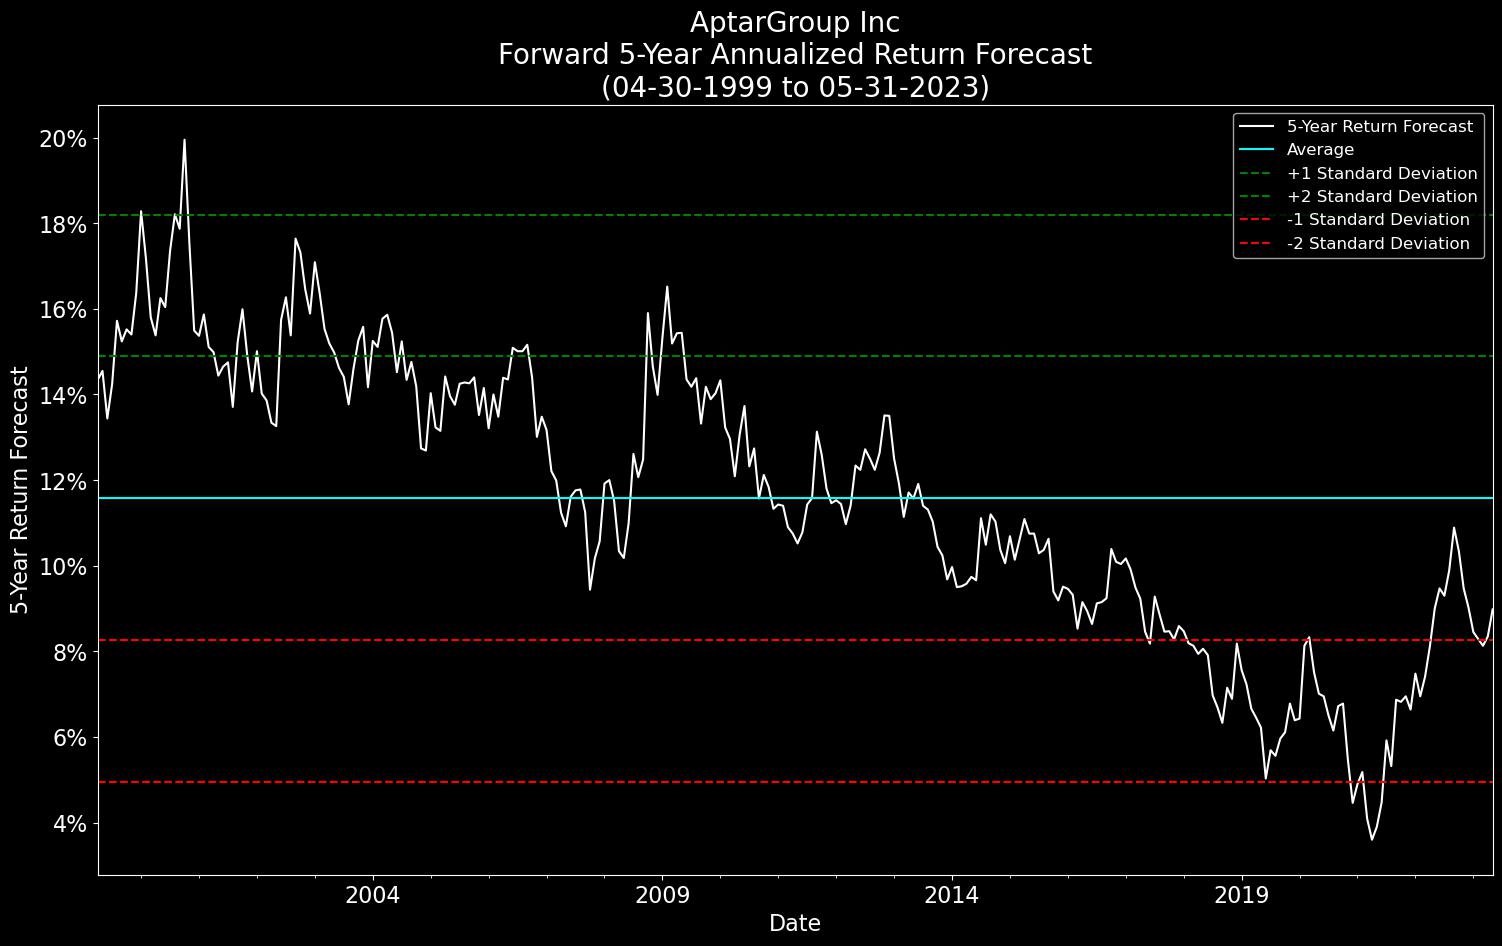 AptarGroup Inc
Forward 5-Year Annualized Return Forecast
(04-30-1999 to 05-31-2023)
5-Year Return Forecast
Average
+1 Standard Deviation
+2 Standard Deviation
-1 Standard Deviation
-2 Standard Deviation
20%
18%
16%
14%
12%
10%
8%
6%
4%
5-Year Return Forecast
2004
2009
2014
2019
Date